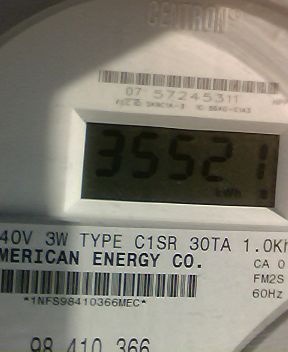 CENTRON
07 57245311
35521
kWh
40V 3W TYPE C1SR 30TA 1.0Kh
MERICAN ENERGY CO.
CA 0
FM2S
60Hz
*1NFS98410366MEC*
98 410 366